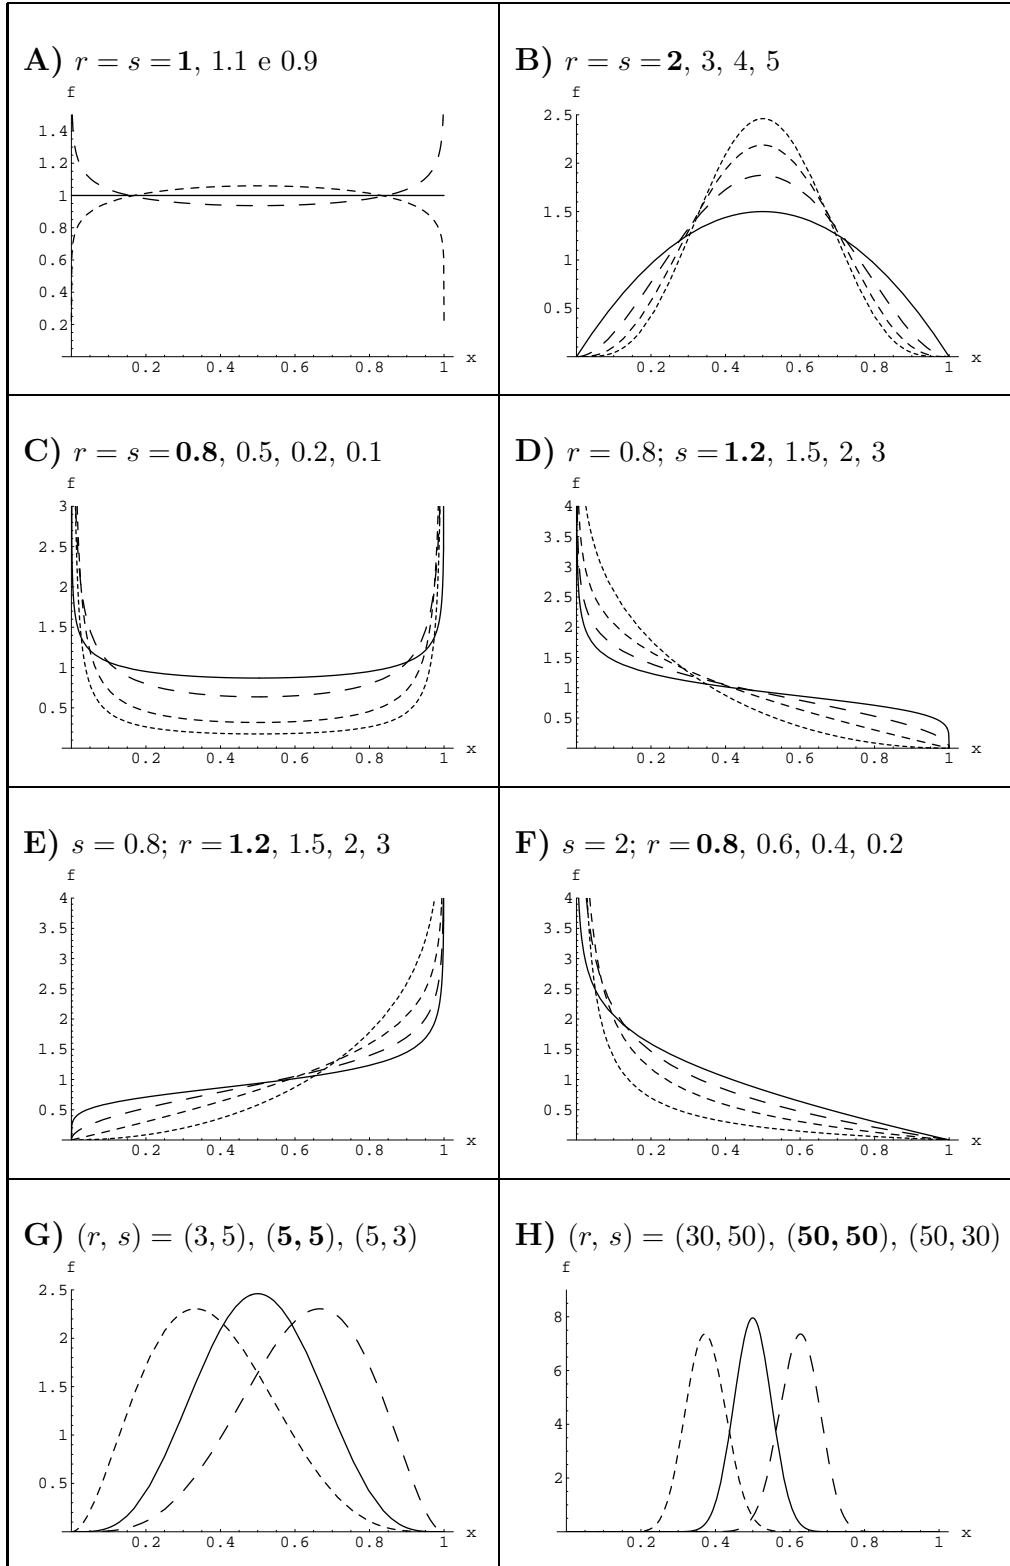 A) r = s = 1, 1.1 e 0.9
f
1.4
1.2
1
0.8
0.6
0.4
0.2
0.2 0.4 0.6 0.8 1 x
B) r = s = 2, 3, 4, 5
f
2.5
2
1.5
1
0.5
0.2 0.4 0.6 0.8 1 x
C) r = s = 0.8, 0.5, 0.2, 0.1
f
3
2.5
2
1.5
1
0.5
0.2 0.4 0.6 0.8 1 x
D) r = 0.8; s = 1.2, 1.5, 2, 3
f
4
3.5
3
2.5
2
1.5
1
0.5
0.2 0.4 0.6 0.8 1 x
E) s = 0.8; r = 1.2, 1.5, 2, 3
f
4
3.5
3
2.5
2
1.5
1
0.5
0.2 0.4 0.6 0.8 1 x
F) s = 2; r = 0.8, 0.6, 0.4, 0.2
f
4
3.5
3
2.5
2
1.5
1
0.5
0.2 0.4 0.6 0.8 1 x
G) (r, s) = (3, 5), (5, 5), (5, 3)
f
2.5
2
1.5
1
0.5
0.2 0.4 0.6 0.8 1 x
H) (r, s) = (30, 50), (50, 50), (50, 30)
f
8
6
4
2
0.2 0.4 0.6 0.8 1 x